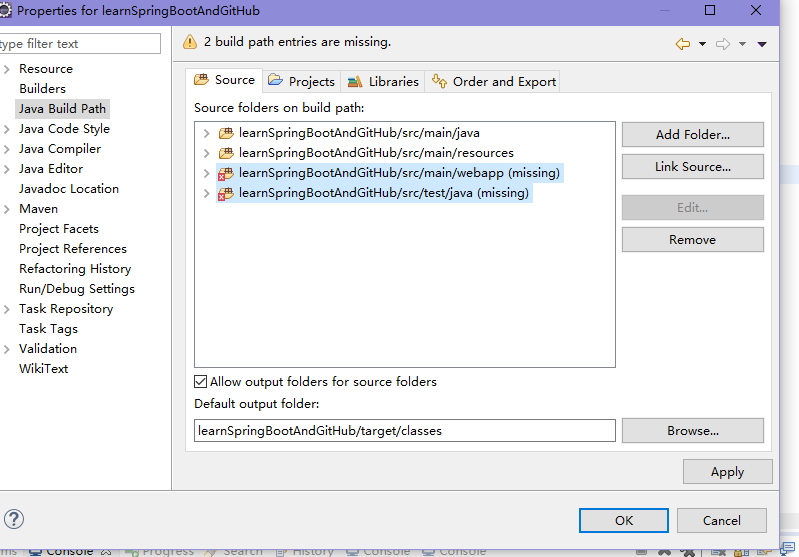 Properties for learnSpringBootAndGitHub
type filter text
2 build path entries are missing.
Resource
Builders
Java Build Path
Java Code Style
Java Compiler
Java Editor
Javadoc Location
Maven
Project Facets
Project References
Refactoring History
Run/Debug Settings
Task Repository
Task Tags
Validation
WikiText
Source
Projects
Libraries
Order and Export
Source folders on build path:
learnSpringBootAndGitHub/src/main/java
learnSpringBootAndGitHub/src/main/resources
learnSpringBootAndGitHub/src/main/webapp (missing)
learnSpringBootAndGitHub/src/test/java (missing)
Add Folder...
Link Source...
Edit...
Remove
Allow output folders for source folders
Default output folder:
learnSpringBootAndGitHub/target/classes
Browse...
Apply
OK
Cancel
ms
Console
Progress
Search
History
Console
Console